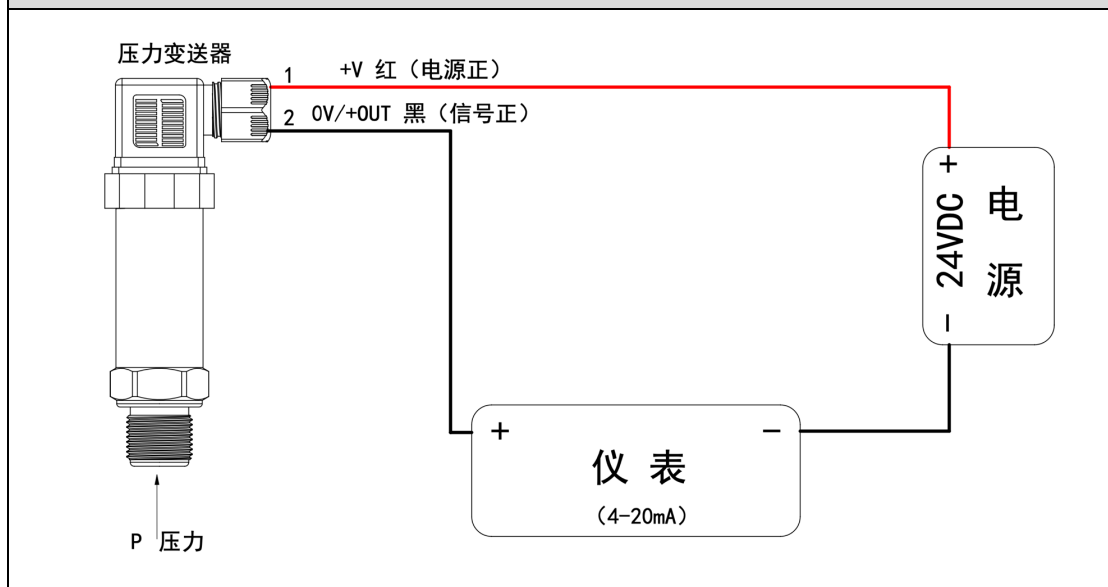 压力变送器
1 +V 红（电源正）
2 0V/+OUT 黑（信号正）
+ 24VDC -
电源
+ -
仪表
（4-20mA）
P 压力